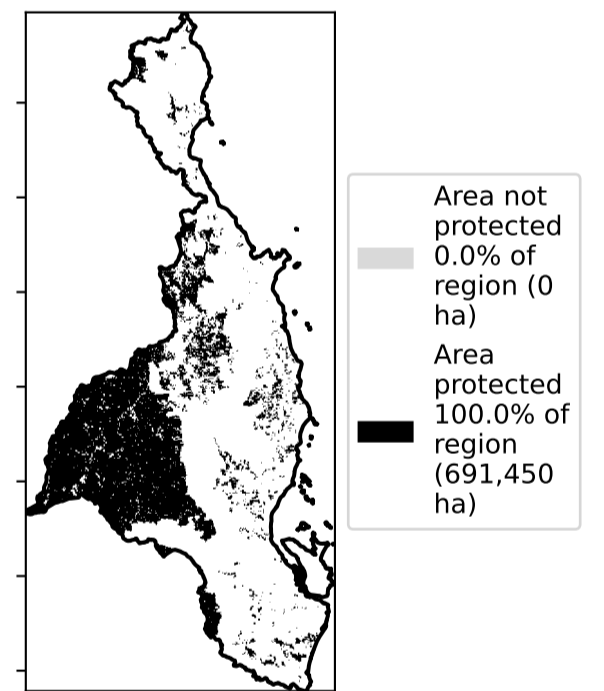 Area not
protected
0.0% of
region (0
ha)
Area
protected
100.0% of
region
(691,450
ha)